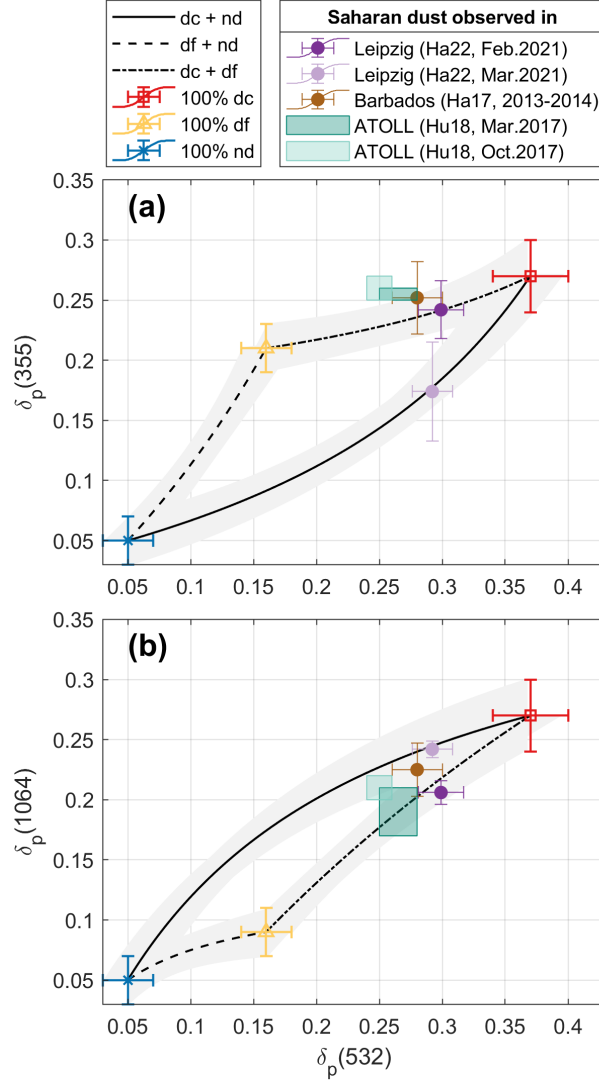 dc + nd
df + nd
dc + df
100% dc
100% df
100% nd
Saharan dust observed in
Leipzig (Ha22, Feb.2021)
Leipzig (Ha22, Mar.2021)
Barbados (Ha17, 2013-2014)
ATOLL (Hu18, Mar.2017)
ATOLL (Hu18, Oct.2017)
(a)
0.35
0.3
0.25
0.2
0.15
0.1
0.05
δp(355)
0.05 0.1 0.15 0.2 0.25 0.3 0.35 0.4
(b)
0.35
0.3
0.25
0.2
0.15
0.1
0.05
δp(1064)
0.05 0.1 0.15 0.2 0.25 0.3 0.35 0.4
δp(532)